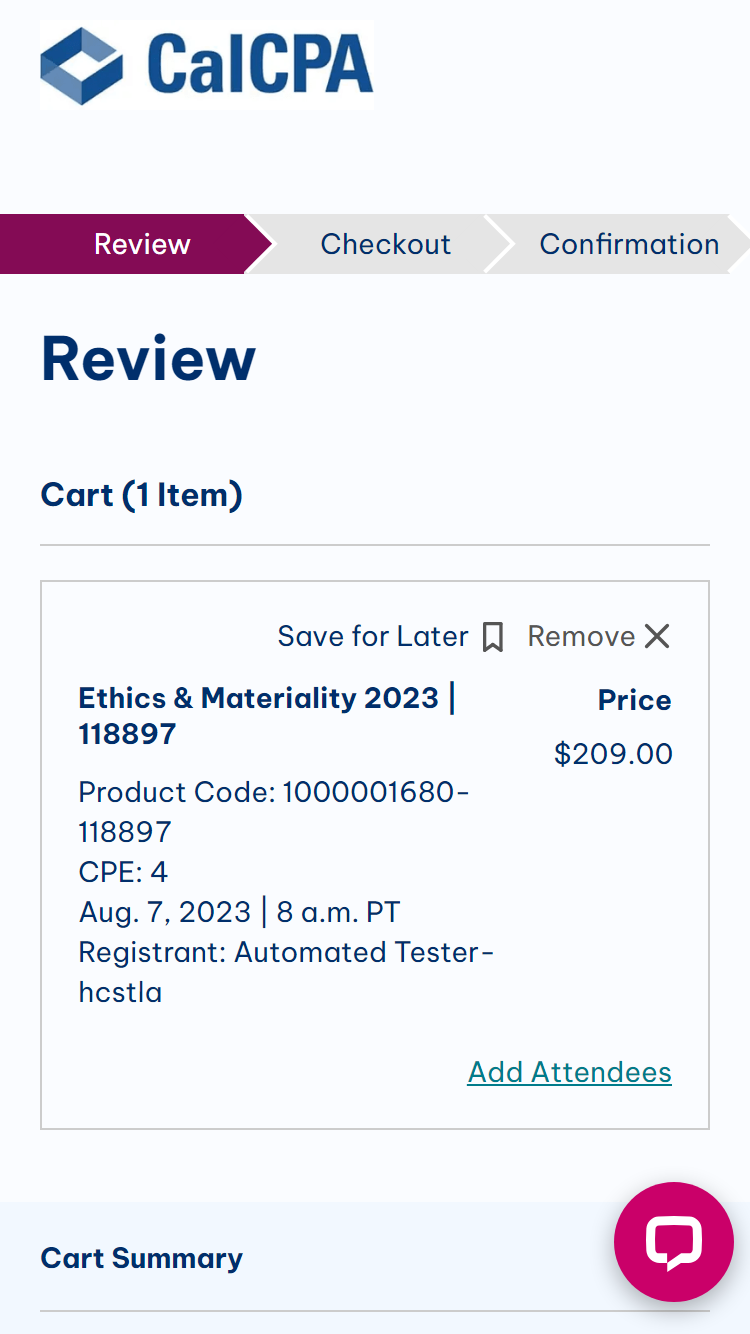 CalCPA
Review
Checkout
Confirmation
Review
Cart (1 Item)
Save for Later
Remove
Ethics & Materiality 2023 |
118897
Price
$209.00
Product Code: 1000001680-
118897
CPE: 4
Aug. 7, 2023 | 8 a.m. PT
Registrant: Automated Tester-
hcstla
Add Attendees
Cart Summary